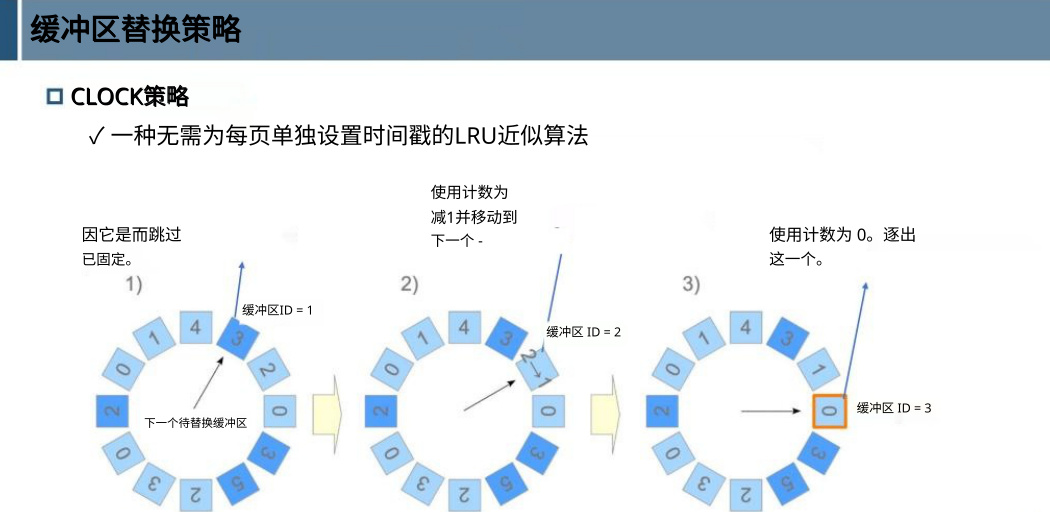 缓冲区替换策略
CLOCK策略
✓ 一种无需为每页单独设置时间戳的LRU近似算法
因它是而跳过
已固定。
1)
缓冲区ID = 1
4
3
2
0
3
5
2
3
0
2
0
1
下一个待替换缓冲区
使用计数为
减1并移动到
下一个 -
2)
缓冲区 ID = 2
4
3
2→1
0
3
5
2
3
0
2
0
1
使用计数为 0。逐出
这一个。
3)
缓冲区 ID = 3
4
3
1
0
3
5
2
3
0
2
0
1